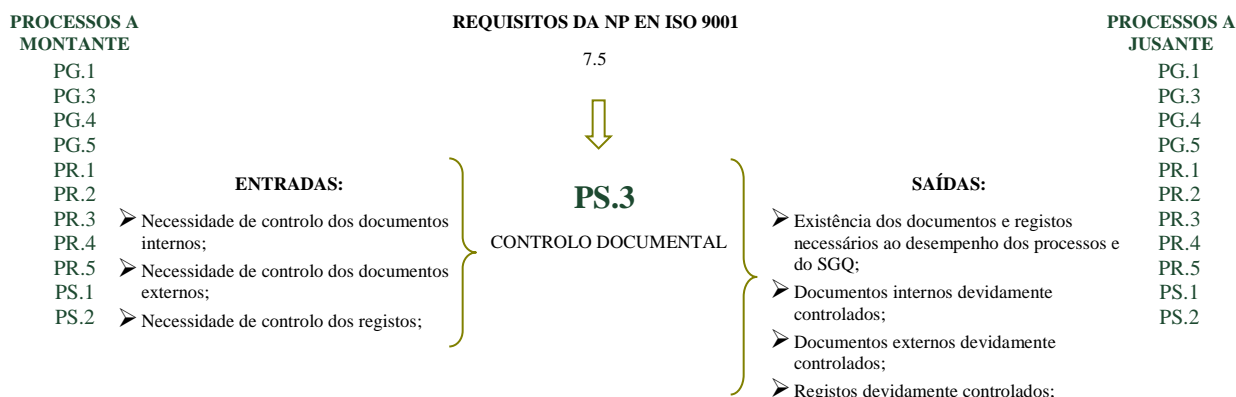 PROCESSOS A
MONTANTE
PG.1
PG.3
PG.4
PG.5
PR.1
PR.2
PR.3
PR.4
PR.5
PS.1
PS.2
ENTRADAS:
➢ Necessidade de controlo dos documentos
internos;
➢ Necessidade de controlo dos documentos
externos;
➢ Necessidade de controlo dos registos;
REQUISITOS DA NP EN ISO 9001
7.5
PS.3
CONTROLO DOCUMENTAL
SAÍDAS:
➢ Existência dos documentos e registos
necessários ao desempenho dos processos e
do SGQ;
➢ Documentos internos devidamente
controlados;
➢ Documentos externos devidamente
controlados;
➢ Registos devidamente controlados;
PROCESSOS A
JUSANTE
PG.1
PG.3
PG.4
PG.5
PR.1
PR.2
PR.3
PR.4
PR.5
PS.1
PS.2